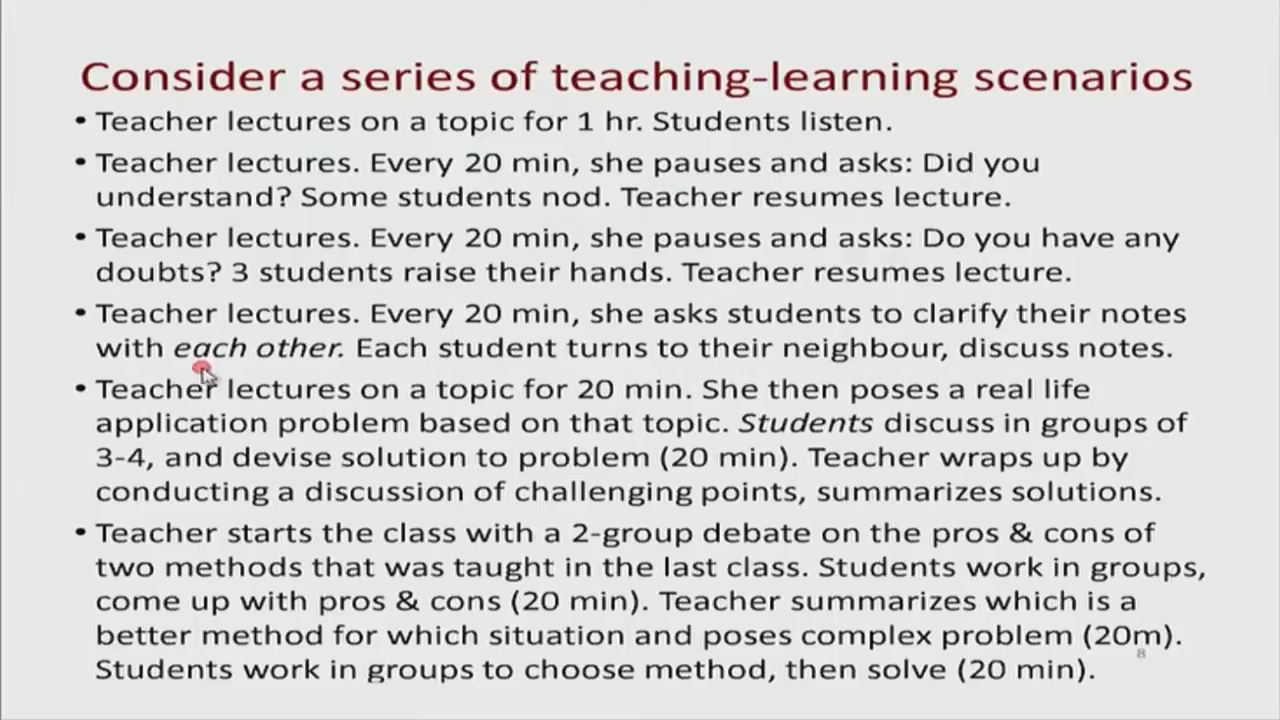 Consider a series of teaching-learning scenarios
• Teacher lectures on a topic for 1 hr. Students listen.
• Teacher lectures. Every 20 min, she pauses and asks: Did you
understand? Some students nod. Teacher resumes lecture.
• Teacher lectures. Every 20 min, she pauses and asks: Do you have any
doubts? 3 students raise their hands. Teacher resumes lecture.
• Teacher lectures. Every 20 min, she asks students to clarify their notes
with each other. Each student turns to their neighbour, discuss notes.
• Teacher lectures on a topic for 20 min. She then poses a real life
application problem based on that topic. Students discuss in groups of
3-4, and devise solution to problem (20 min). Teacher wraps up by
conducting a discussion of challenging points, summarizes solutions.
• Teacher starts the class with a 2-group debate on the pros & cons of
two methods that was taught in the last class. Students work in groups,
come up with pros & cons (20 min). Teacher summarizes which is a
better method for which situation and poses complex problem (20m).
Students work in groups to choose method, then solve (20 min).
8